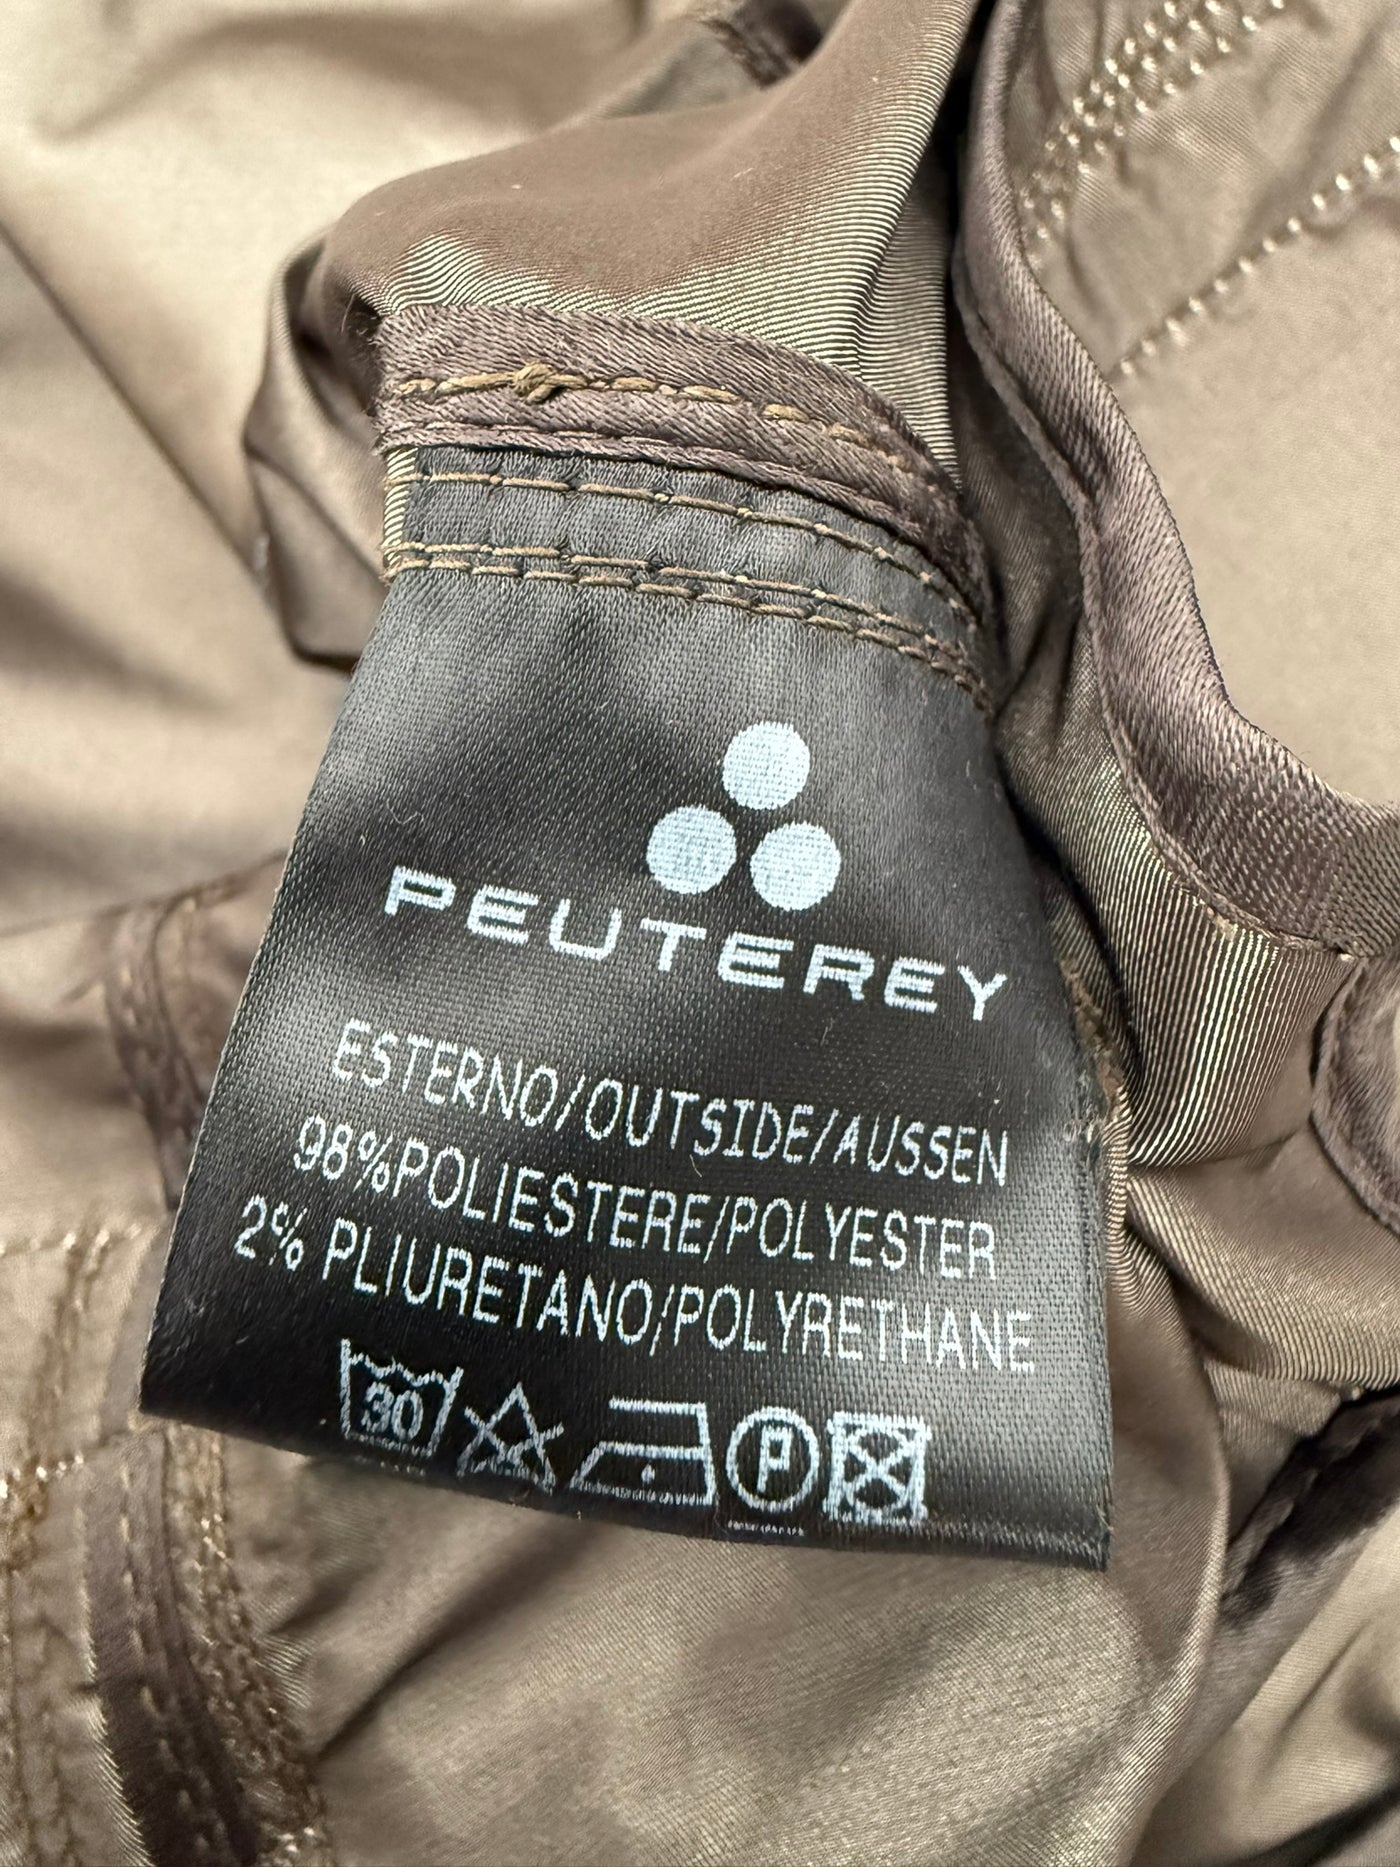 PEUTEREY
ESTERNO/OUTSIDE/AUSSEN
98%POLIESTERE/POLYESTER
2% PLIURETANO/POLYRETHANE
30
P